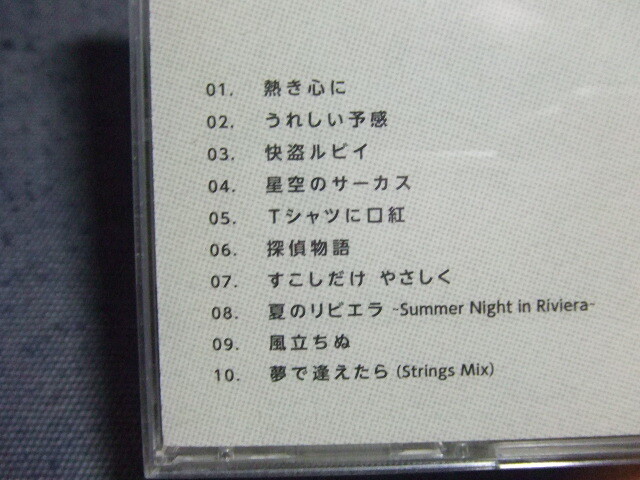 01. 熱き心に
02. うれしい予感
03. 快盗ルビイ
04. 星空のサーカス
05. Tシャツに口紅
06. 探偵物語
07. すこしだけ やさしく
08. 夏のリビエラ -Summer Night in Riviera-
09. 風立ちぬ
10. 夢で逢えたら (Strings Mix)